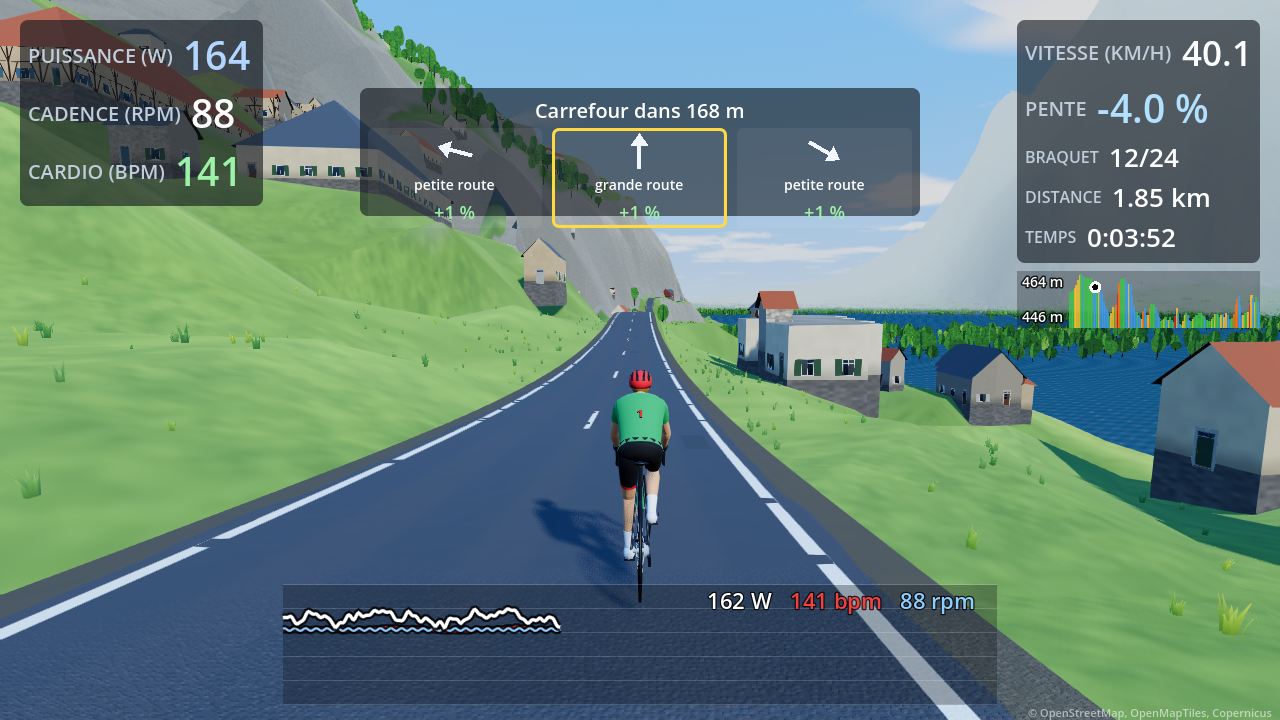 PUISSANCE (W) 164
CADENCE (RPM) 88
CARDIO (BPM) 141
Carrefour dans 168 m
petite route
+1 %
grande route
+1 %
petite route
+1 %
VITESSE (KM/H) 40.1
PENTE -4.0 %
BRAQUET 12/24
DISTANCE 1.85 km
TEMPS 0:03:52
464 m
446 m
1
162 W 141 bpm 88 rpm
© OpenStreetMap, OpenMapTiles, Copernicus